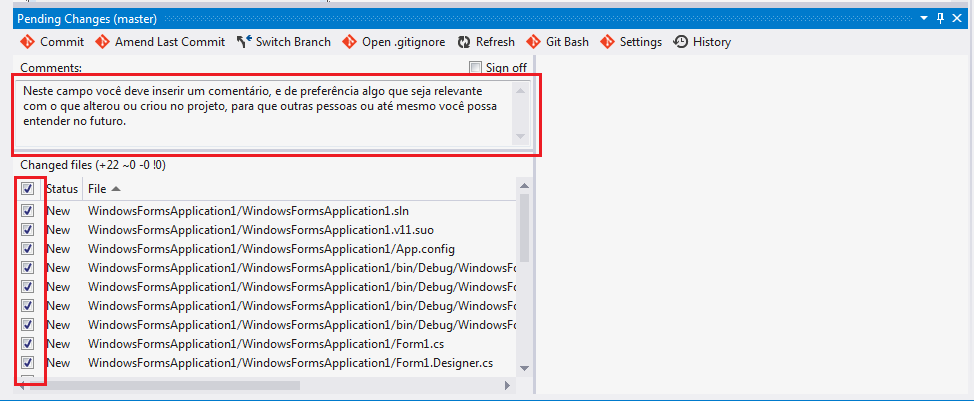 Pending Changes (master)
Commit Amend Last Commit Switch Branch Open .gitignore Refresh Git Bash Settings History
Comments: Sign off
Neste campo você deve inserir um comentário, e de preferência algo que seja relevante
com o que alterou ou criou no projeto, para que outras pessoas ou até mesmo você possa
entender no futuro.
Changed files (+22 ~0 -0 !0)
Status File
New WindowsFormsApplication1/WindowsFormsApplication1.sln
New WindowsFormsApplication1/WindowsFormsApplication1.v11.suo
New WindowsFormsApplication1/WindowsFormsApplication1/App.config
New WindowsFormsApplication1/WindowsFormsApplication1/bin/Debug/WindowsFo
New WindowsFormsApplication1/WindowsFormsApplication1/bin/Debug/WindowsFo
New WindowsFormsApplication1/WindowsFormsApplication1/bin/Debug/WindowsFo
New WindowsFormsApplication1/WindowsFormsApplication1/bin/Debug/WindowsFo
New WindowsFormsApplication1/WindowsFormsApplication1/Form1.cs
New WindowsFormsApplication1/WindowsFormsApplication1/Form1.Designer.cs